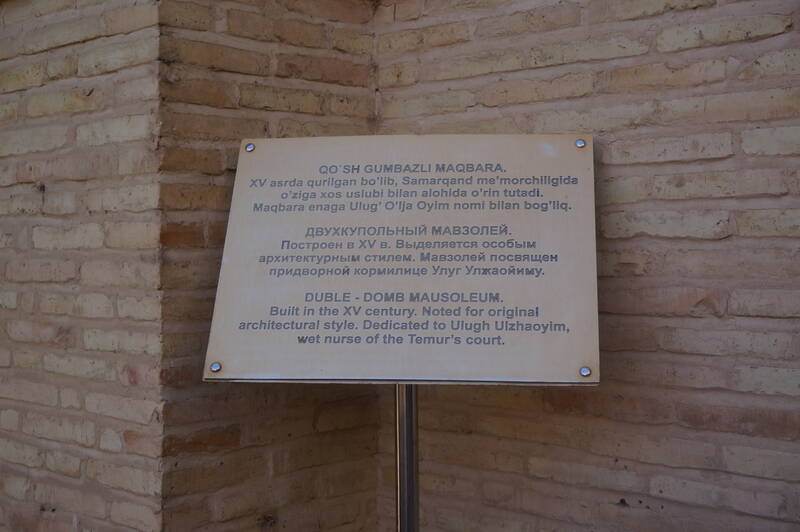 QO'SH GUMBAZLI MAQBARA.
XV asrda qurilgan bo'lib, Samarqand me'morchiligida
o'ziga xos uslubi bilan alohida o'rin tutadi.
Maqbara enaga Ulug' O'lja Oyim nomi bilan bog'liq.
ДВУХКУПОЛЬНЫЙ МАВЗОЛЕЙ.
Построен в XV в. Выделяется особым
архитектурным стилем. Мавзолей посвящен
придворной кормилице Улуг Улжаойиму.
DUBLE - DOMB MAUSOLEUM.
Built in the XV century. Noted for original
architectural style. Dedicated to Ulugh Ulzhaoyim,
wet nurse of the Temur's court.